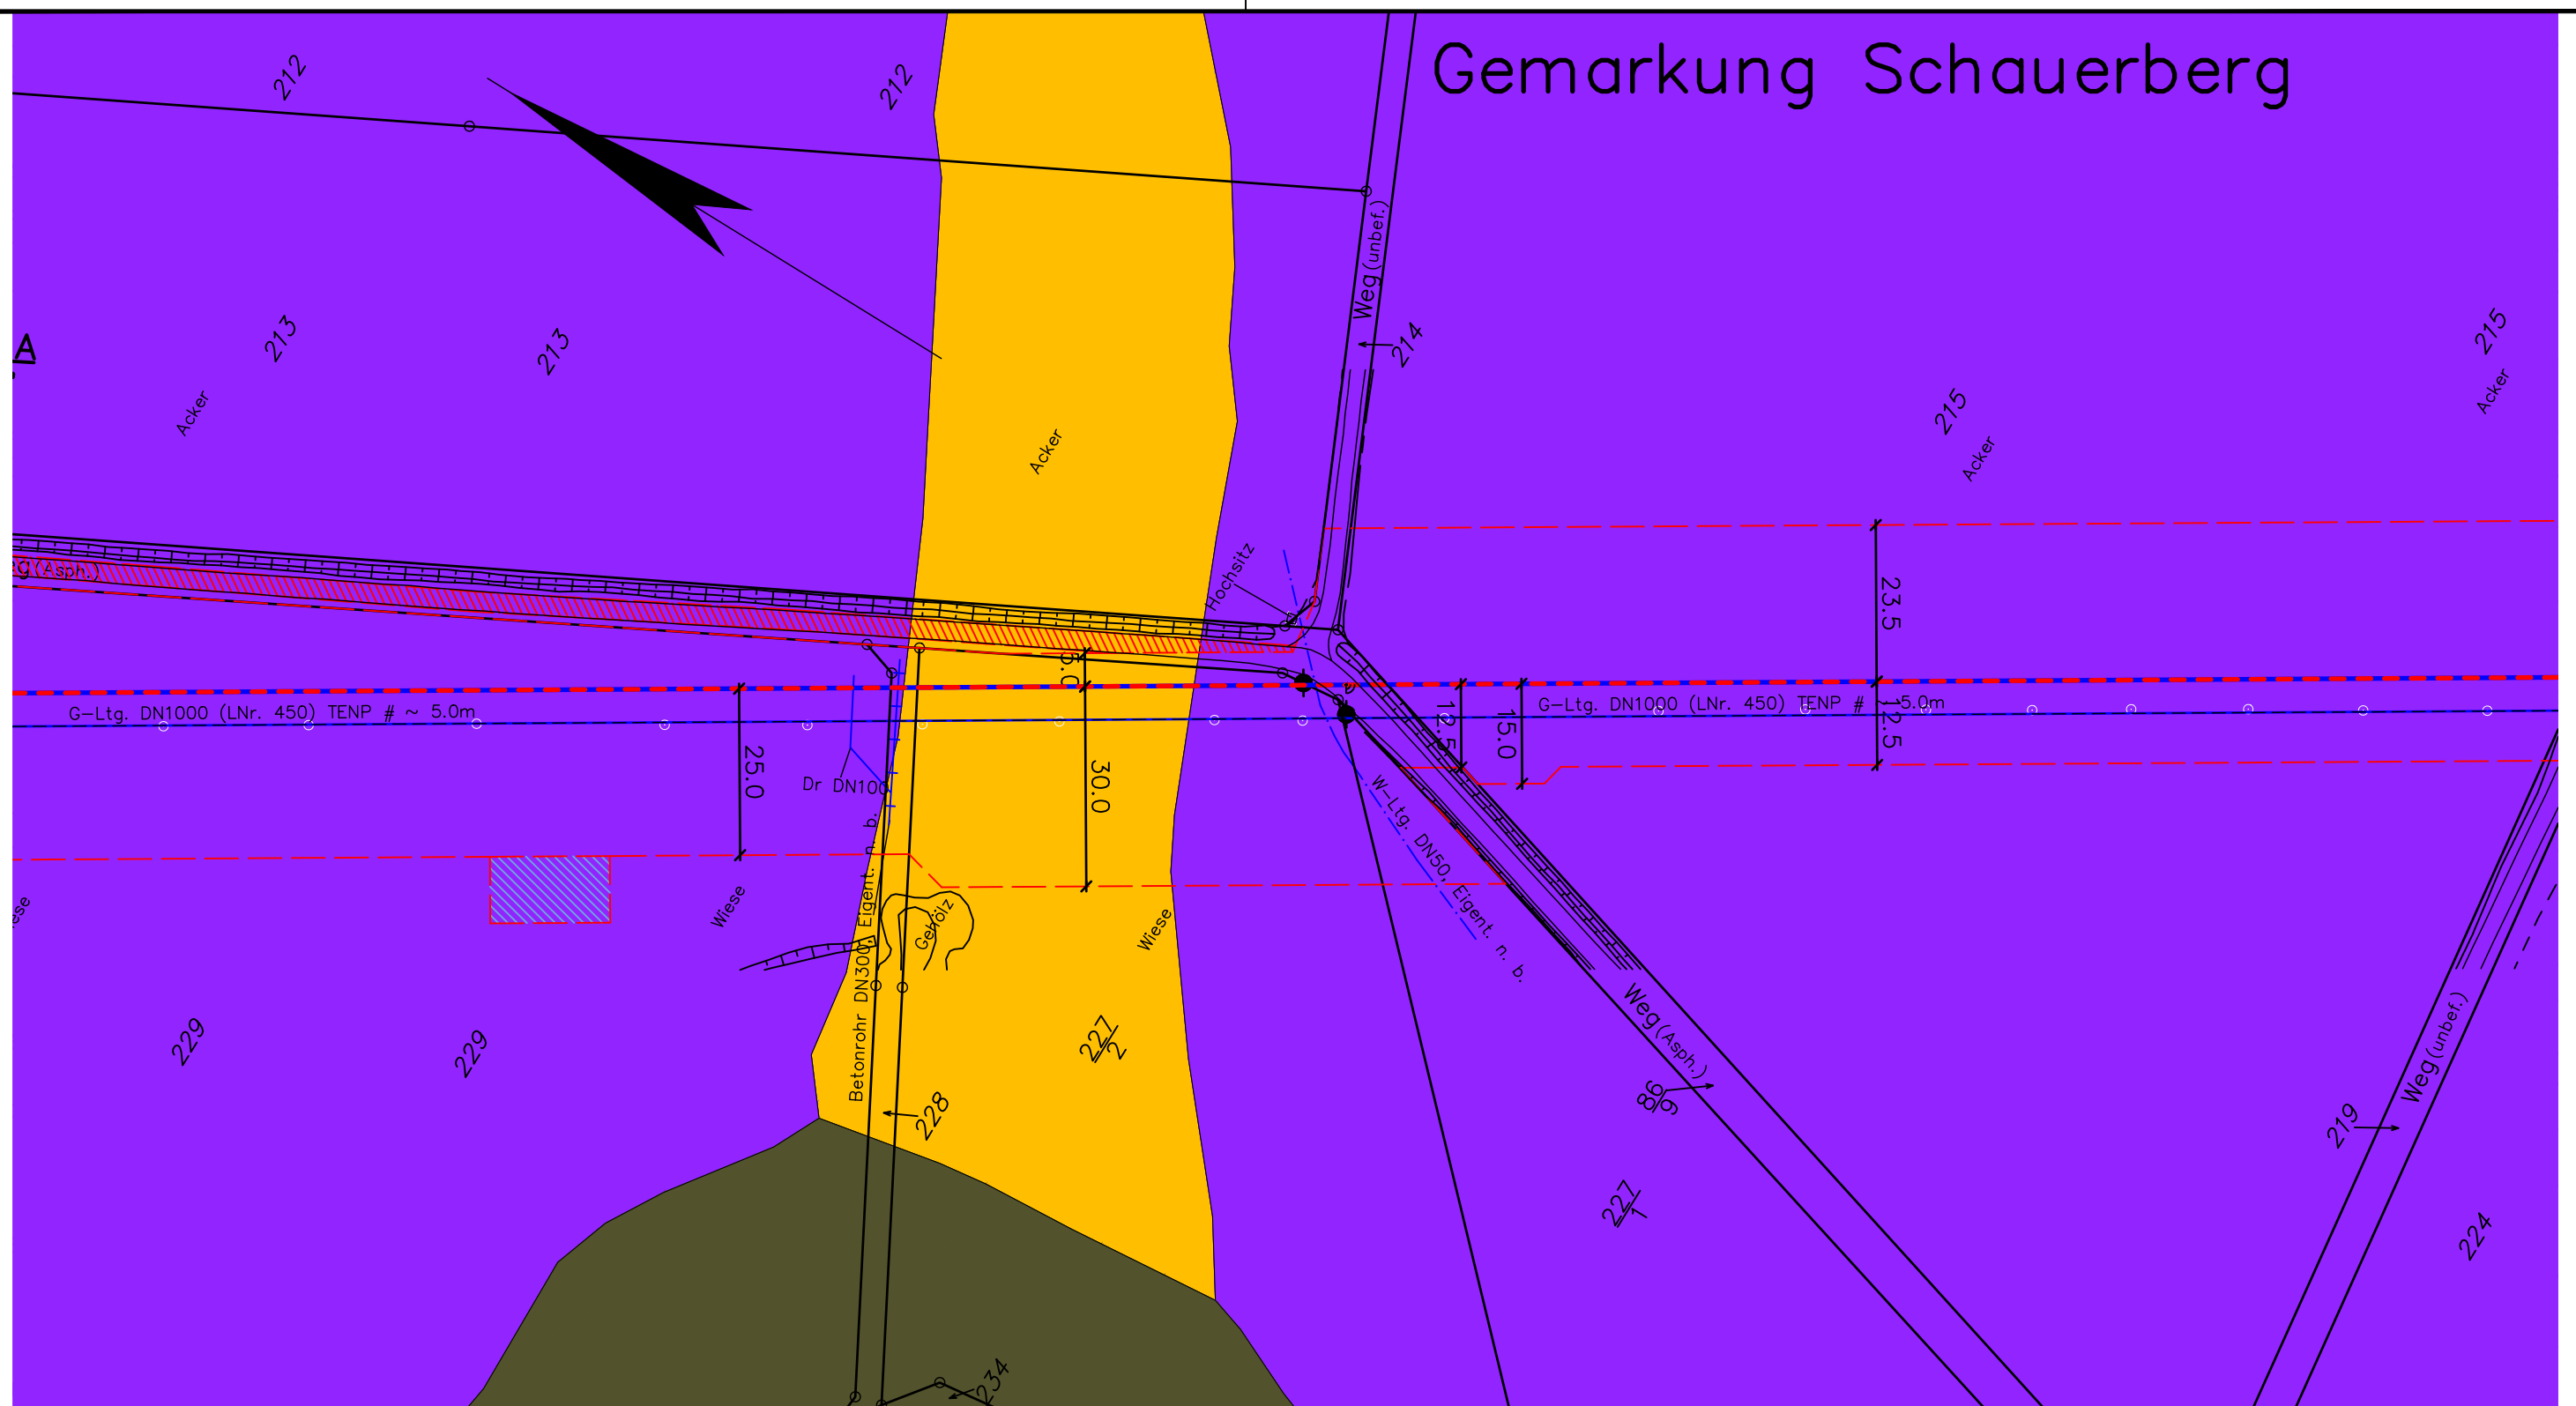 Gemarkung Schauerberg
212
212
213
213
A
Acker
Acker
Weg (unbef.)
214
215
215
Acker
Acker
g (Asph.)
Hochsitz
23.5
5.0
G-Ltg. DN1000 (LNr. 450) TENP # ~ 5.0m
G-Ltg. DN1000 (LNr. 450) TENP # ~ 5.0m
12.5
15.0
12.5
25.0
30.0
Dr DN100
W-Ltg. DN50, Eigent. n. b.
Betonrohr DN300, Eigent. n. b.
Wiese
Gehölz
Wiese
ese
229
229
227
2
228
Weg (Asph.)
86
9
227
1
219
Weg (unbef.)
224
234